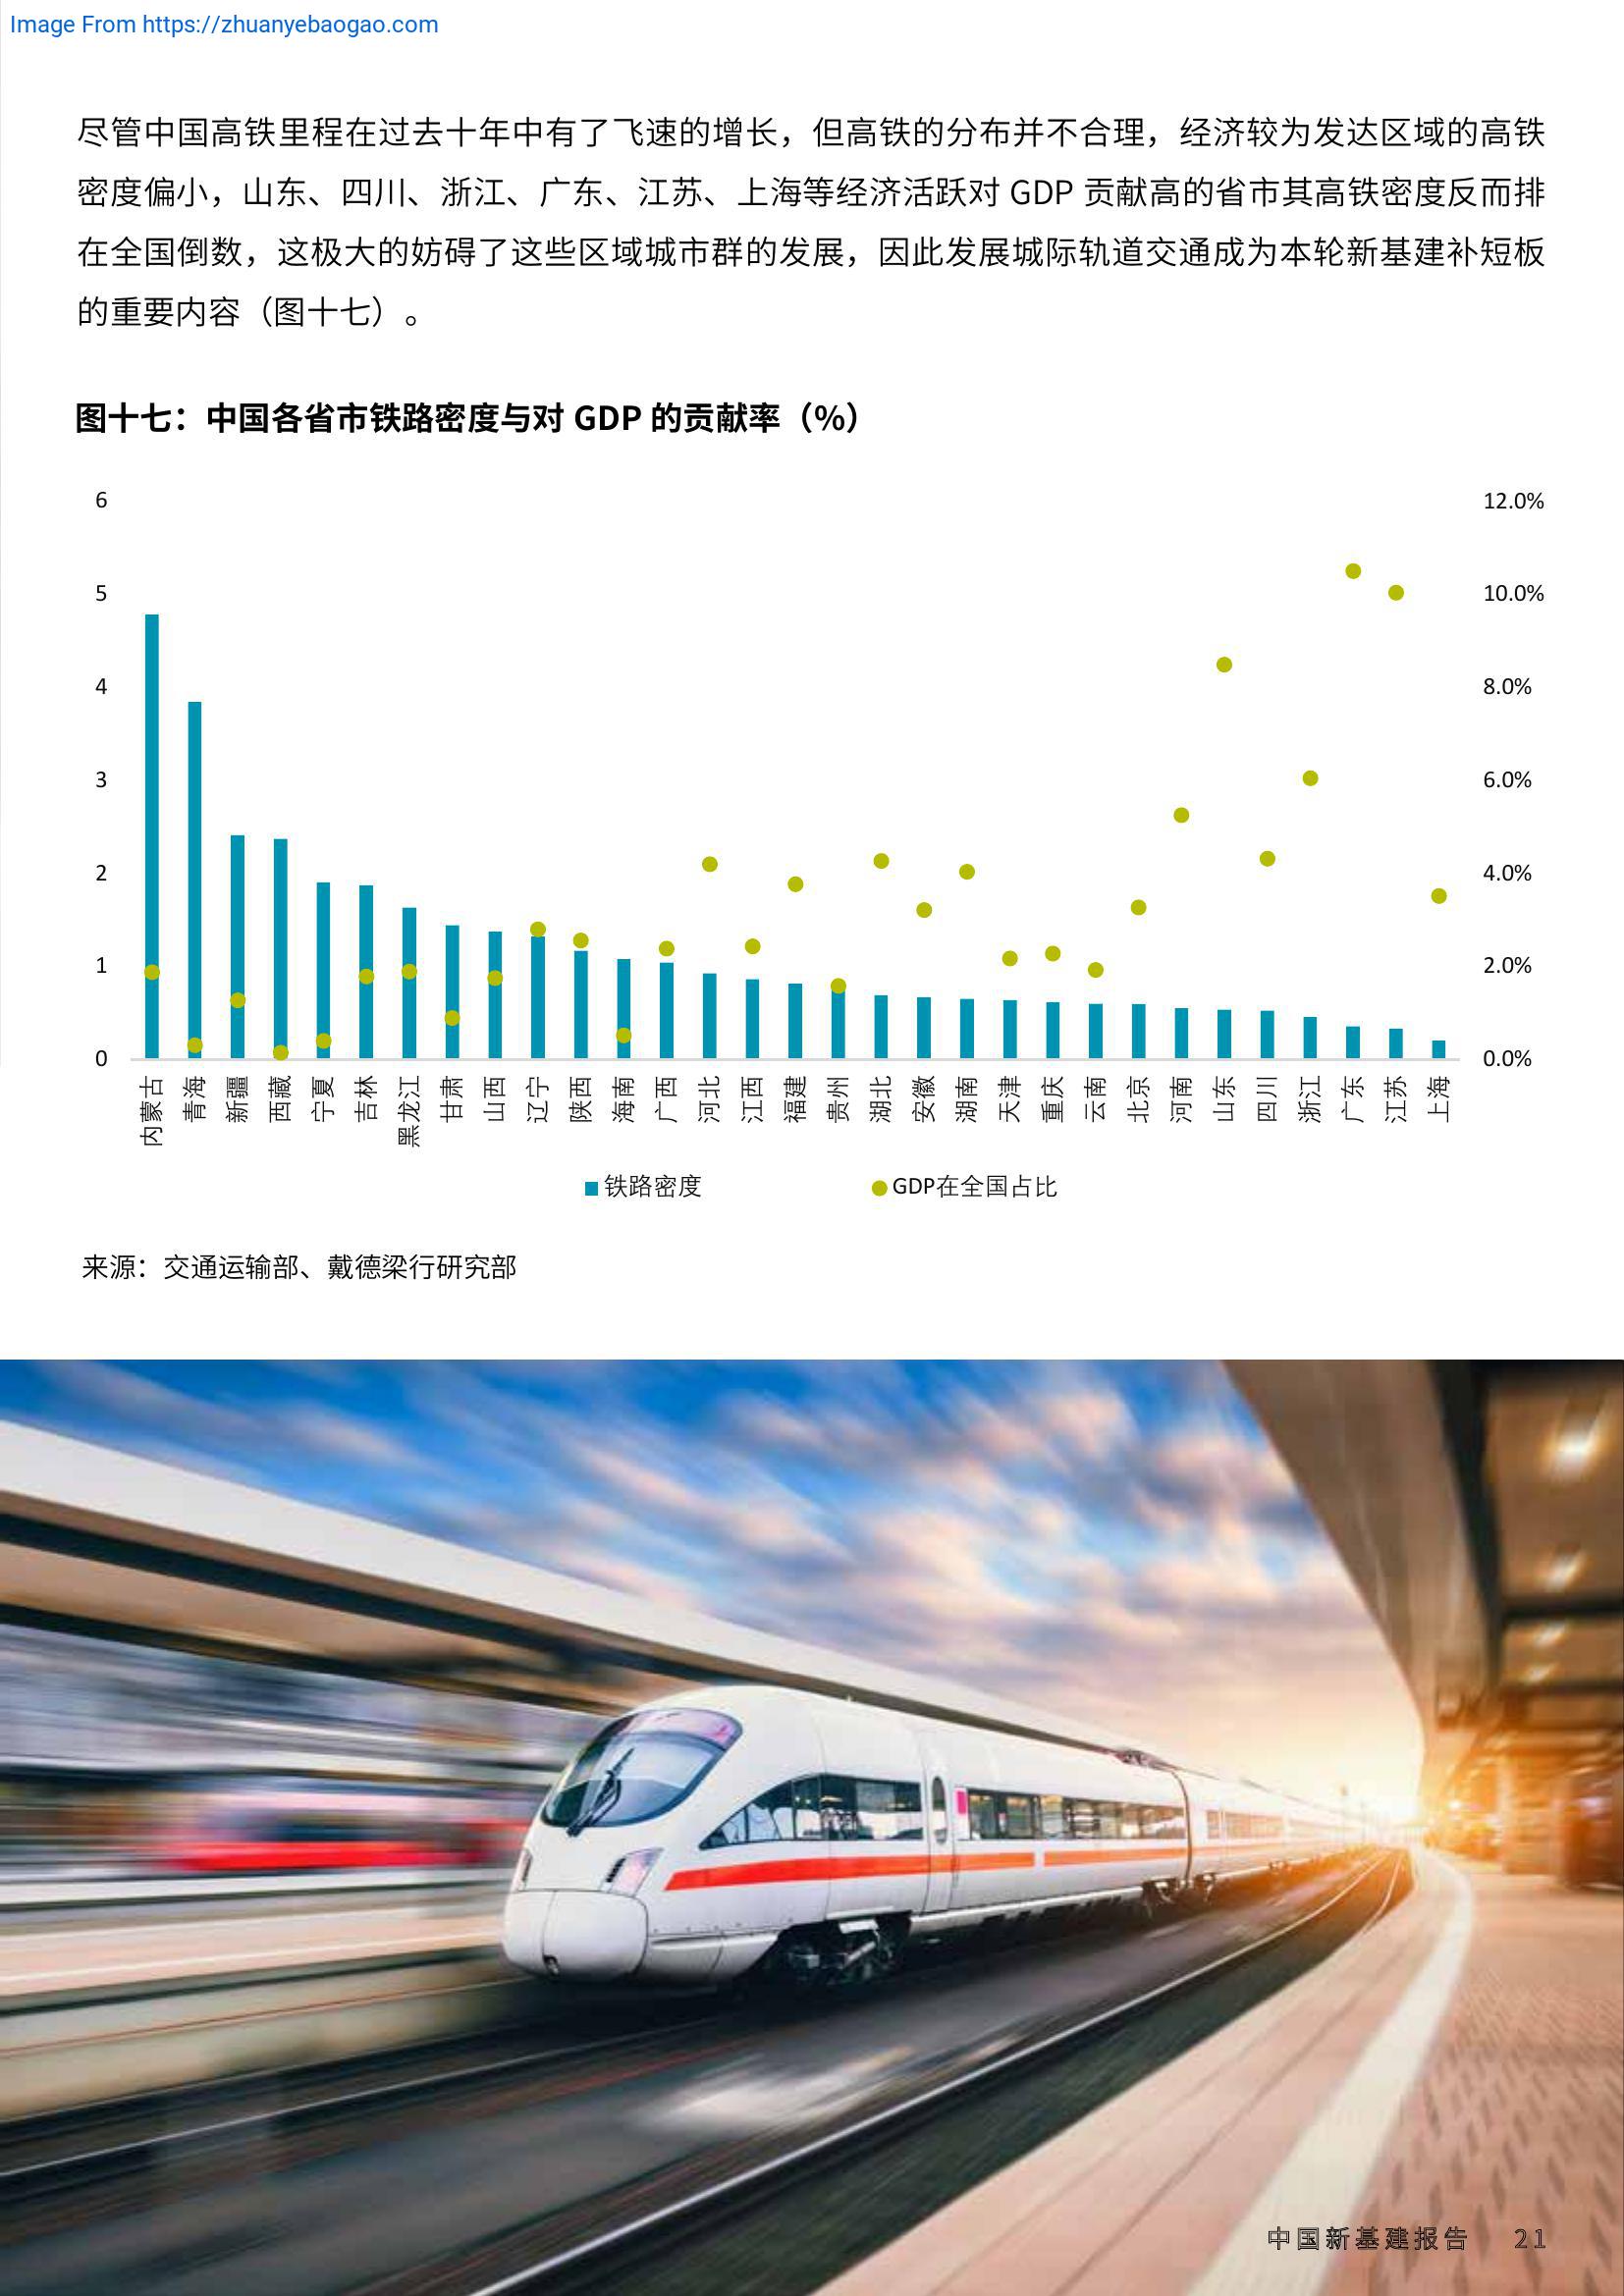 Image From https://zhuanyebaogao.com
尽管中国高铁里程在过去十年中有了飞速的增长，但高铁的分布并不合理，经济较为发达区域的高铁
密度偏小，山东、四川、浙江、广东、江苏、上海等经济活跃对 GDP 贡献高的省市其高铁密度反而排
在全国倒数，这极大的妨碍了这些区域城市群的发展，因此发展城际轨道交通成为本轮新基建补短板
的重要内容（图十七）。
图十七：中国各省市铁路密度与对 GDP 的贡献率（%）
6
5
4
3
2
1
0
12.0%
10.0%
8.0%
6.0%
4.0%
2.0%
0.0%
内蒙古
青海
新疆
西藏
宁夏
吉林
黑龙江
甘肃
山西
辽宁
陕西
海南
广西
河北
江西
福建
贵州
湖北
安徽
湖南
天津
重庆
云南
北京
河南
山东
四川
浙江
广东
江苏
上海
铁路密度
GDP在全国占比
来源：交通运输部、戴德梁行研究部
中国新基建报告 21